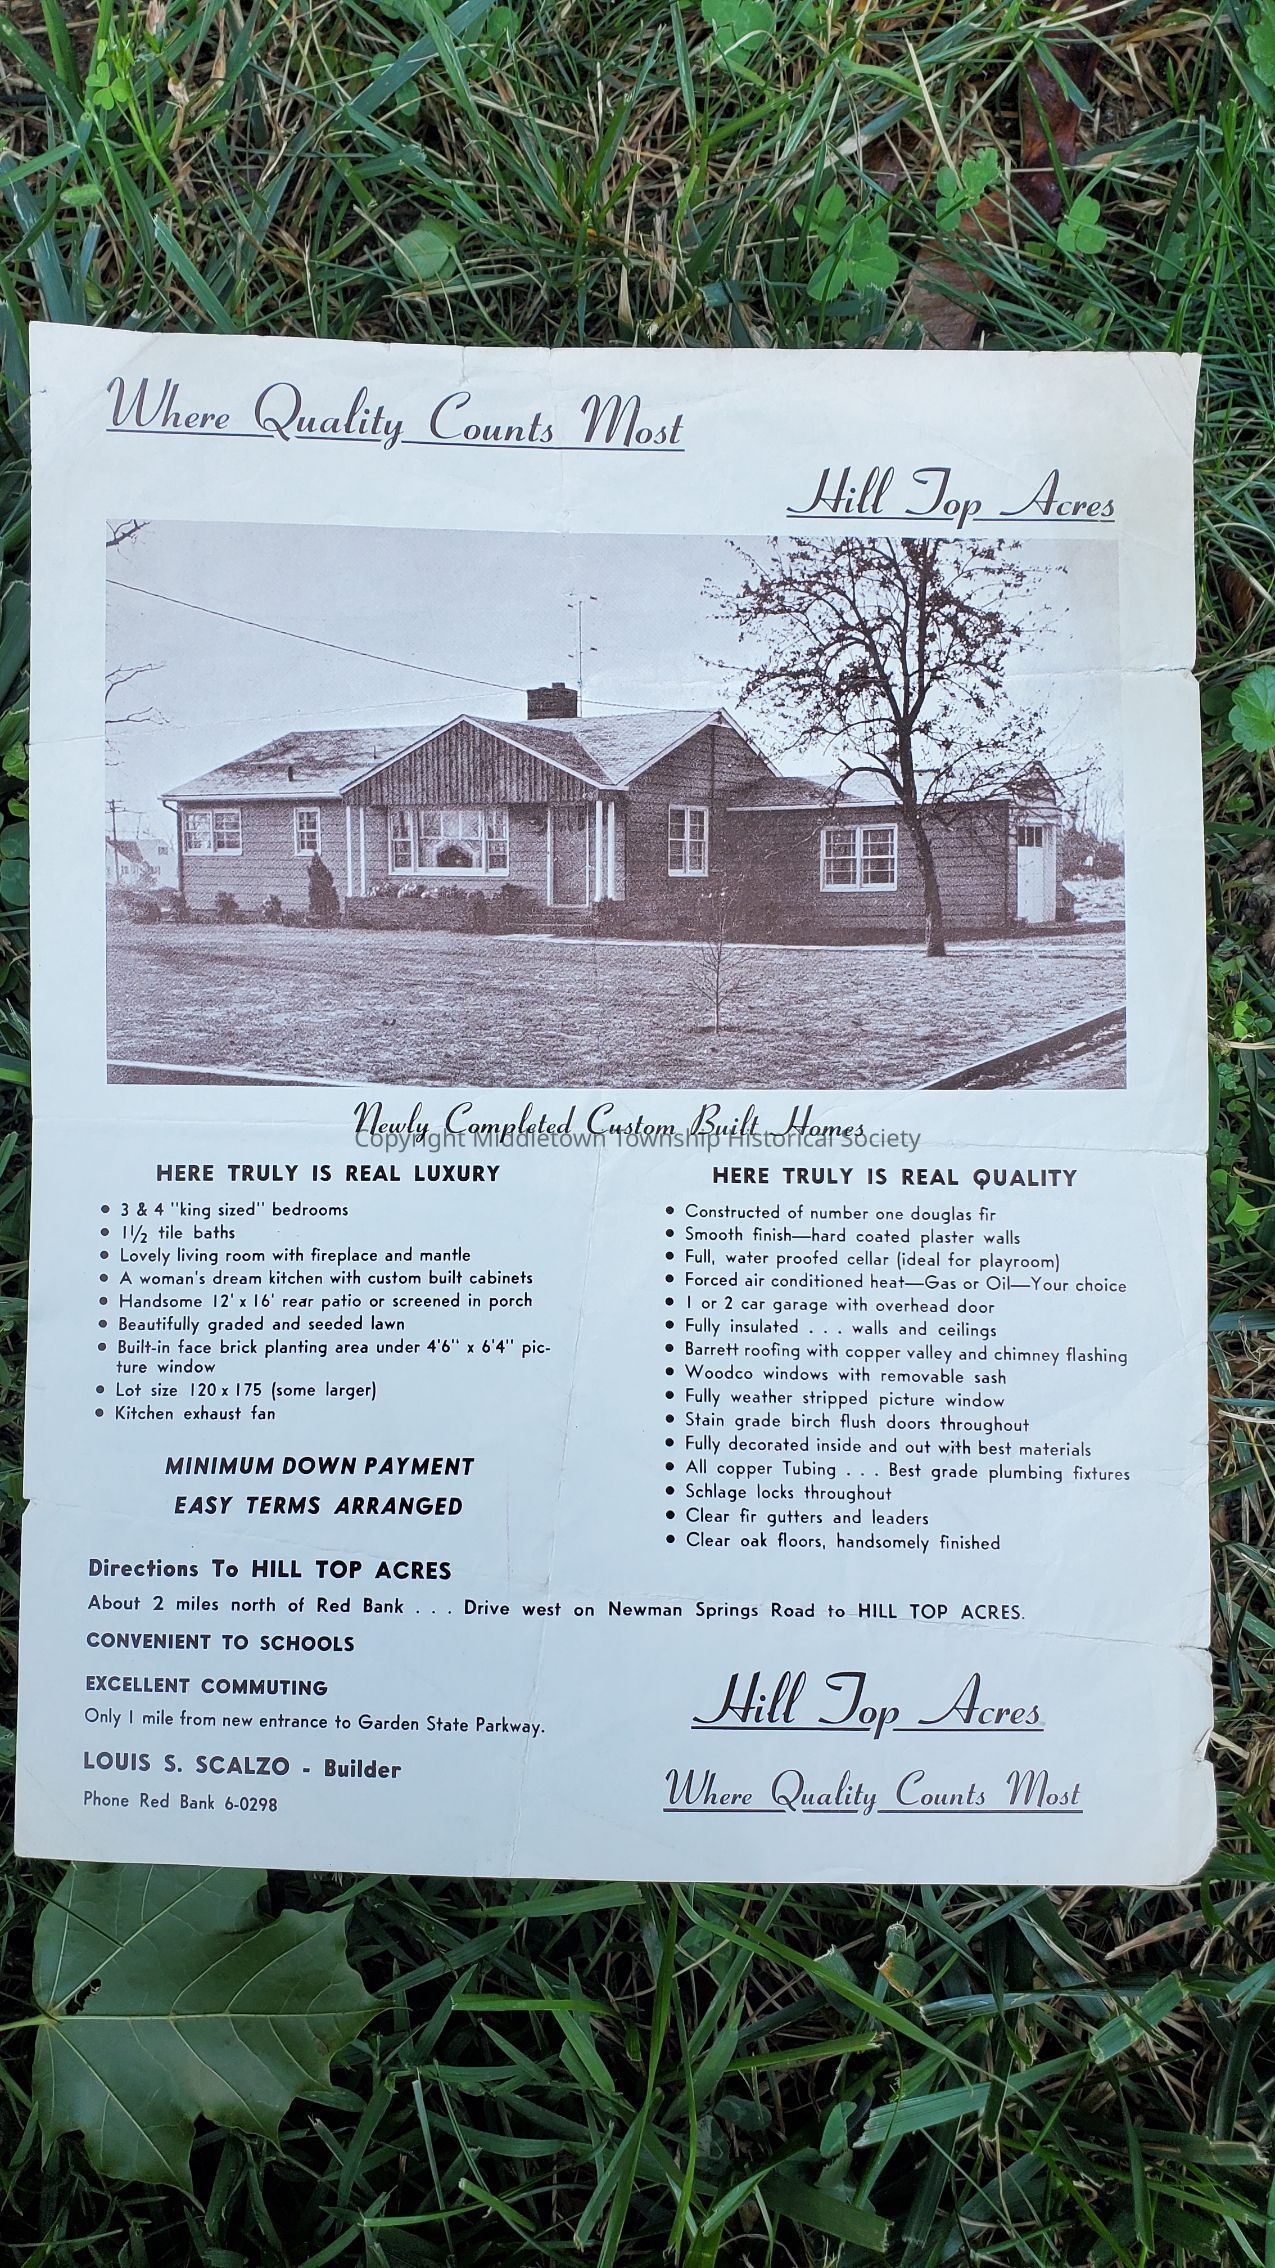 Where Quality Counts Most
Hill Top Acres
Newly Completed Custom Built Homes
Copyright Middletown Township Historical Society
HERE TRULY IS REAL LUXURY
• 3 & 4 "king sized" bedrooms
• 1½ tile baths
• Lovely living room with fireplace and mantle
• A woman's dream kitchen with custom built cabinets
• Handsome 12' x 16' rear patio or screened in porch
• Beautifully graded and seeded lawn
• Built-in face brick planting area under 4'6" x 6'4" pic-
ture window
• Lot size 120 x 175 (some larger)
• Kitchen exhaust fan
MINIMUM DOWN PAYMENT
EASY TERMS ARRANGED
HERE TRULY IS REAL QUALITY
• Constructed of number one douglas fir
• Smooth finish—hard coated plaster walls
• Full, water proofed cellar (ideal for playroom)
• Forced air conditioned heat—Gas or Oil—Your choice
• 1 or 2 car garage with overhead door
• Fully insulated . . . walls and ceilings
• Barrett roofing with copper valley and chimney flashing
• Woodco windows with removable sash
• Fully weather stripped picture window
• Stain grade birch flush doors throughout
• Fully decorated inside and out with best materials
• All copper Tubing . . . Best grade plumbing fixtures
• Schlage locks throughout
• Clear fir gutters and leaders
• Clear oak floors, handsomely finished
Directions To HILL TOP ACRES
About 2 miles north of Red Bank . . . Drive west on Newman Springs Road to HILL TOP ACRES.
CONVENIENT TO SCHOOLS
EXCELLENT COMMUTING
Only 1 mile from new entrance to Garden State Parkway.
LOUIS S. SCALZO - Builder
Phone Red Bank 6-0298
Hill Top Acres
Where Quality Counts Most